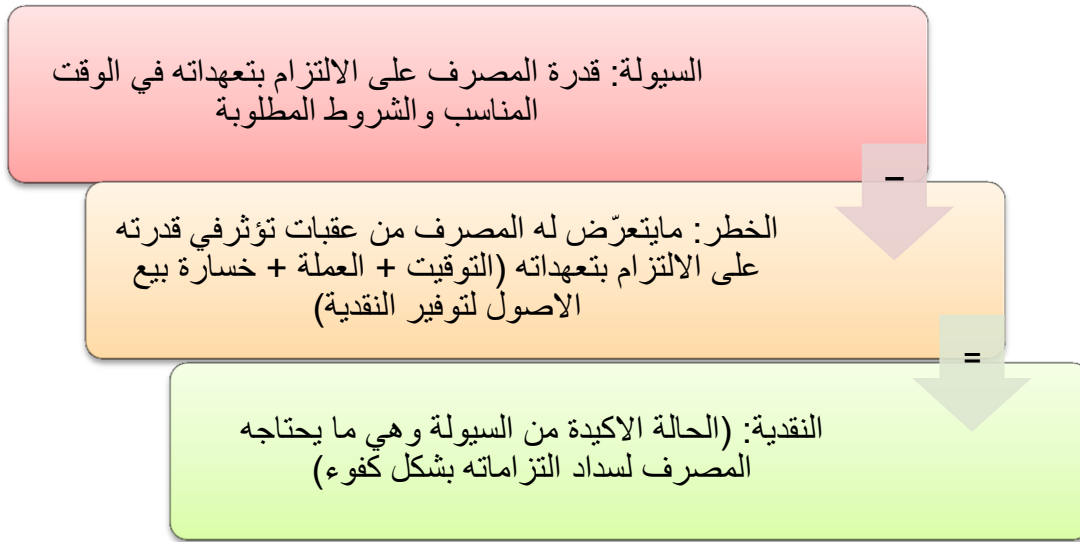 السيولة: قدرة المصرف على الالتزام بتعهداته في الوقت
المناسب والشروط المطلوبة
–
الخطر: مايتعرّض له المصرف من عقبات تؤثرفي قدرته
على الالتزام بتعهداته (التوقيت + العملة + خسارة بيع
الاصول لتوفير النقدية)
=
النقدية: (الحالة الاكيدة من السيولة وهي ما يحتاجه
المصرف لسداد التزاماته بشكل كفوء)